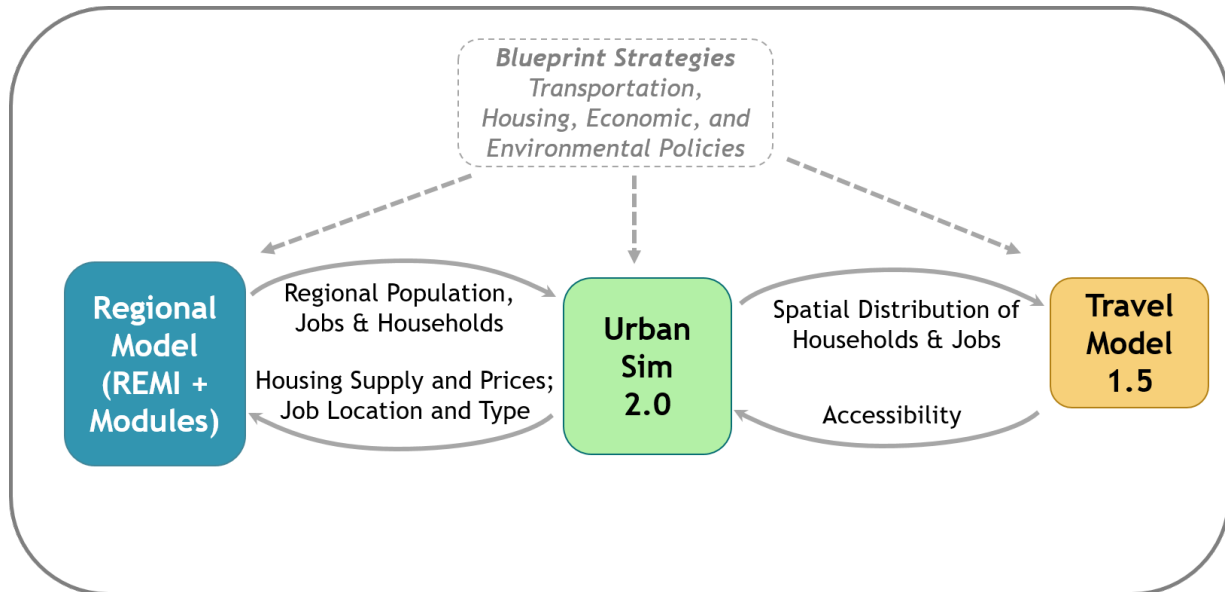 Blueprint Strategies
Transportation,
Housing, Economic, and
Environmental Policies
Regional
Model
(REMI +
Modules)
Regional Population,
Jobs & Households
Housing Supply and Prices;
Job Location and Type
Urban
Sim
2.0
Spatial Distribution of
Households & Jobs
Accessibility
Travel
Model
1.5